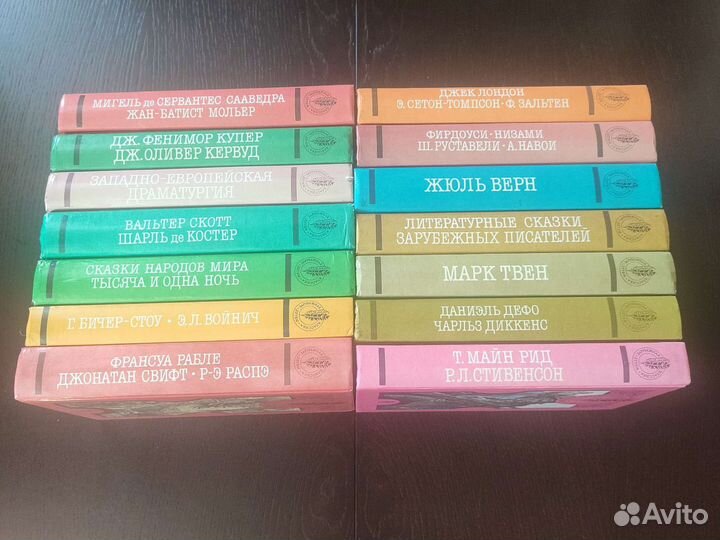 МИГЕЛЬ де СЕРВАНТЕС СААВЕДРА
ЖАН-БАТИСТ МОЛЬЕР
ДЖ. ФЕНИМОР КУПЕР
ДЖ. ОЛИВЕР КЕРВУД
ЗАПАДНО-ЕВРОПЕЙСКАЯ
ДРАМАТУРГИЯ
ВАЛЬТЕР СКОТТ
ШАРЛЬ де КОСТЕР
СКАЗКИ НАРОДОВ МИРА
ТЫСЯЧА И ОДНА НОЧЬ
Г. БИЧЕР-СТОУ · Э.Л. ВОЙНИЧ
ФРАНСУА РАБЛЕ
ДЖОНАТАН СВИФТ · Р-Э РАСПЭ
ДЖЕК ЛОНДОН
Э. СЕТОН-ТОМПСОН · Ф. ЗАЛЬТЕН
ФИРДОУСИ · НИЗАМИ
Ш. РУСТАВЕЛИ · А. НАВОИ
ЖЮЛЬ ВЕРН
ЛИТЕРАТУРНЫЕ СКАЗКИ
ЗАРУБЕЖНЫХ ПИСАТЕЛЕЙ
МАРК ТВЕН
ДАНИЭЛЬ ДЕФО
ЧАРЛЬЗ ДИККЕНС
Т. МАЙН РИД
Р.Л. СТИВЕНСОН
Avito